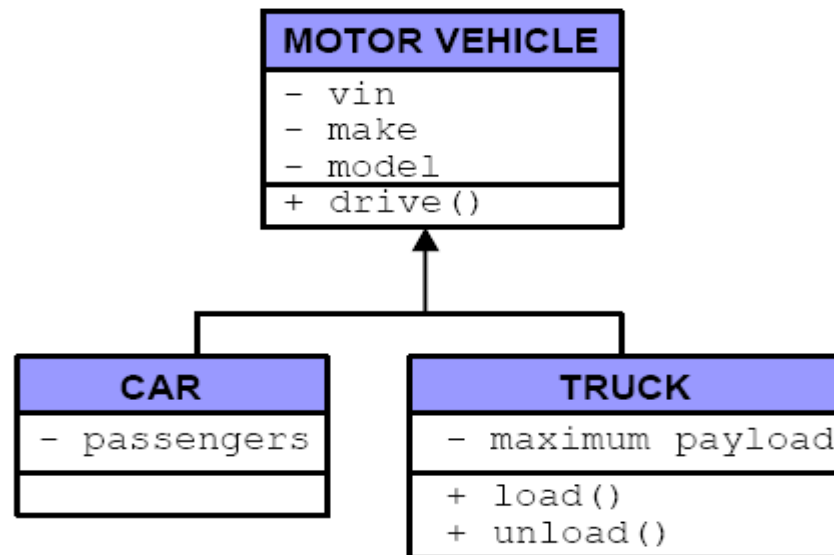 MOTOR VEHICLE
- vin
- make
- model
+ drive()
CAR
- passengers
TRUCK
- maximum payload
+ load()
+ unload()